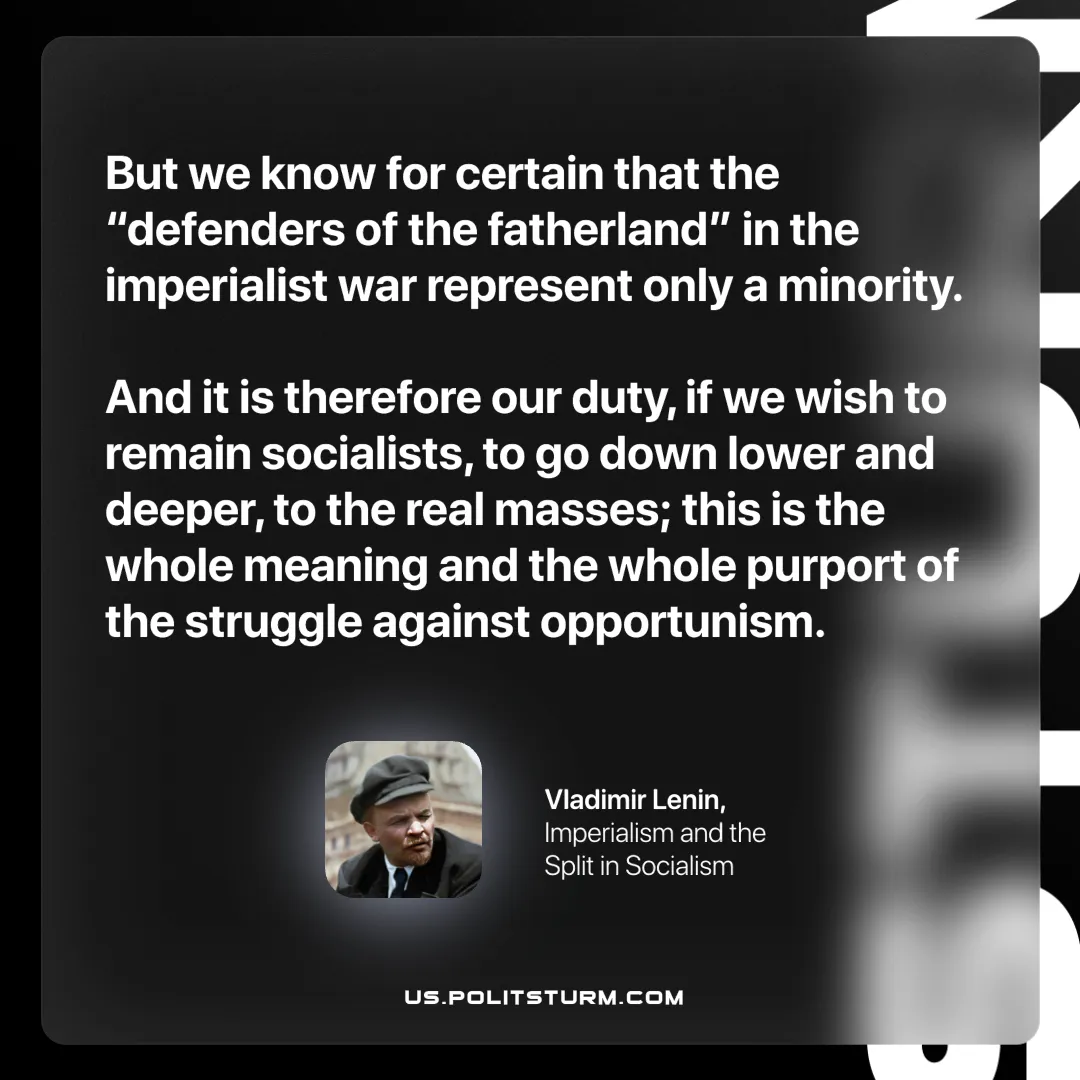 But we know for certain that the
“defenders of the fatherland” in the
imperialist war represent only a minority.
And it is therefore our duty, if we wish to
remain socialists, to go down lower and
deeper, to the real masses; this is the
whole meaning and the whole purport of
the struggle against opportunism.
Vladimir Lenin,
Imperialism and the
Split in Socialism
US.POLITSTURM.COM